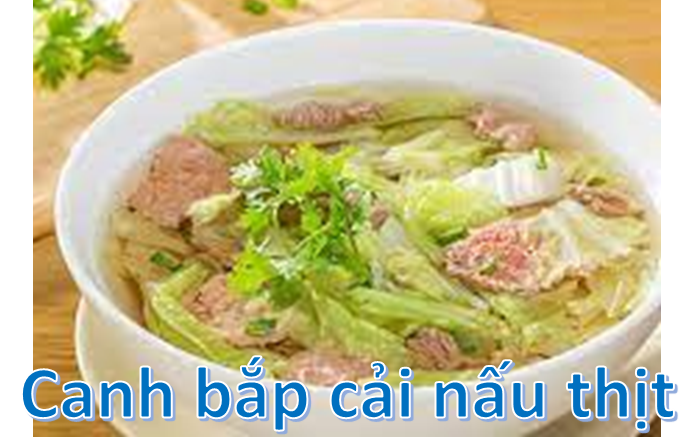 Canh bắp cải nấu thịt